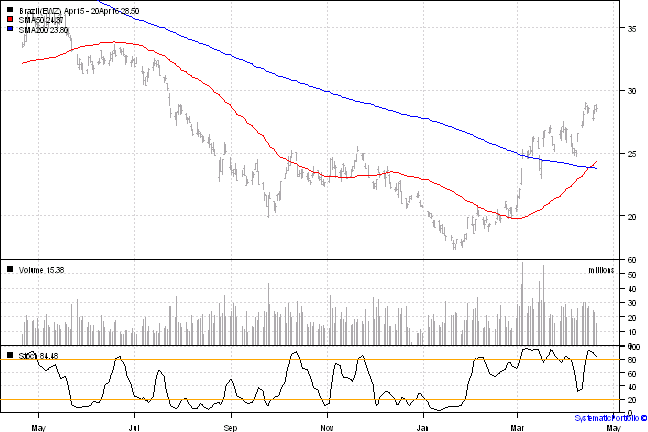 Brazil (EWZ) Apr15 - 20Apr16 28.50
SMA50 24.37
SMA200 23.80
35
30
25
20
Volume 15.38
millions
60
50
40
30
20
10
0
Stoch 84.48
100
80
60
40
20
0
May
Jul
Sep
Nov
Jan
Mar
May
SystematicPortfolio ©